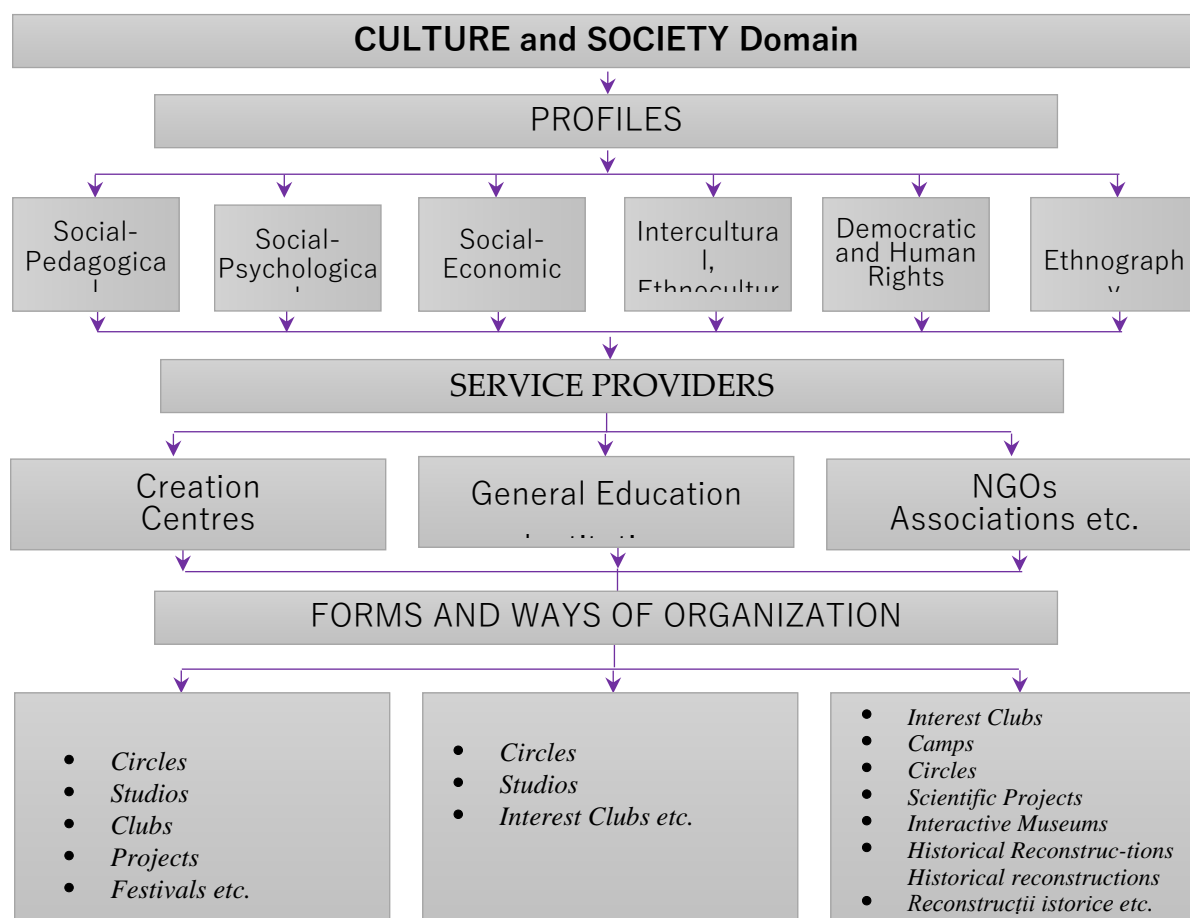 CULTURE and SOCIETY Domain
PROFILES
Social-
Pedagogica
l
Social-
Psychologica
l
Social-
Economic
Intercultura
l,
Ethnocultur
Democratic
and Human
Rights
Ethnograph
y
SERVICE PROVIDERS
Creation
Centres
General Education
NGOs
Associations etc.
FORMS AND WAYS OF ORGANIZATION
• Circles
• Studios
• Clubs
• Projects
• Festivals etc.
• Circles
• Studios
• Interest Clubs etc.
• Interest Clubs
• Camps
• Circles
• Scientific Projects
• Interactive Museums
• Historical Reconstruc-tions
Historical reconstructions
• Reconstrucții istorice etc.